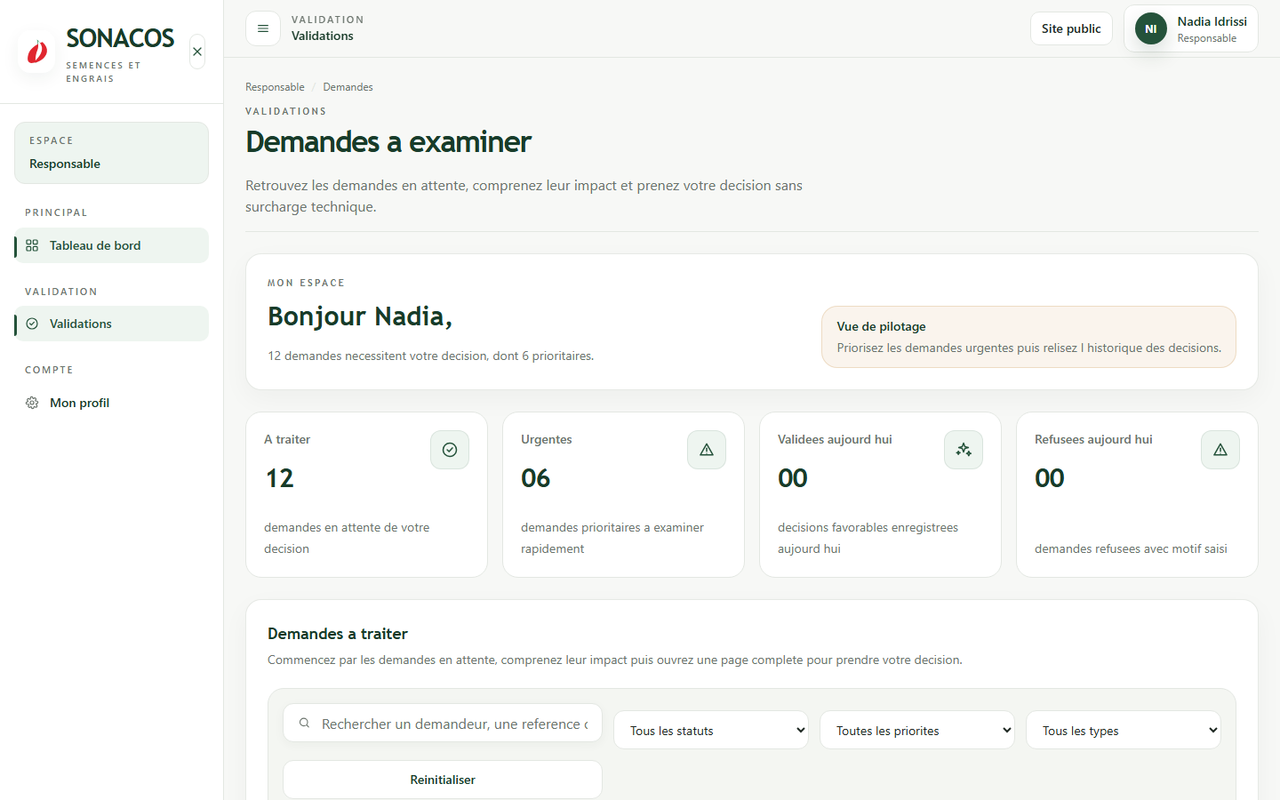 SONACOS
SEMENCES ET
ENGRAIS
ESPACE
Responsable
PRINCIPAL
Tableau de bord
VALIDATION
Validations
COMPTE
Mon profil
VALIDATION
Validations
Site public
NI
Nadia Idrissi
Responsable
Responsable / Demandes
VALIDATIONS
Demandes a examiner
Retrouvez les demandes en attente, comprenez leur impact et prenez votre decision sans
surcharge technique.
MON ESPACE
Bonjour Nadia,
12 demandes necessitent votre decision, dont 6 prioritaires.
Vue de pilotage
Priorisez les demandes urgentes puis relisez l historique des decisions.
A traiter
12
demandes en attente de votre
decision
Urgentes
06
demandes prioritaires a examiner
rapidement
Validees aujourd hui
00
decisions favorables enregistrees
aujourd hui
Refusees aujourd hui
00
demandes refusees avec motif saisi
Demandes a traiter
Commencez par les demandes en attente, comprenez leur impact puis ouvrez une page complete pour prendre votre decision.
Rechercher un demandeur, une reference
Tous les statuts
Toutes les priorites
Tous les types
Reinitialiser